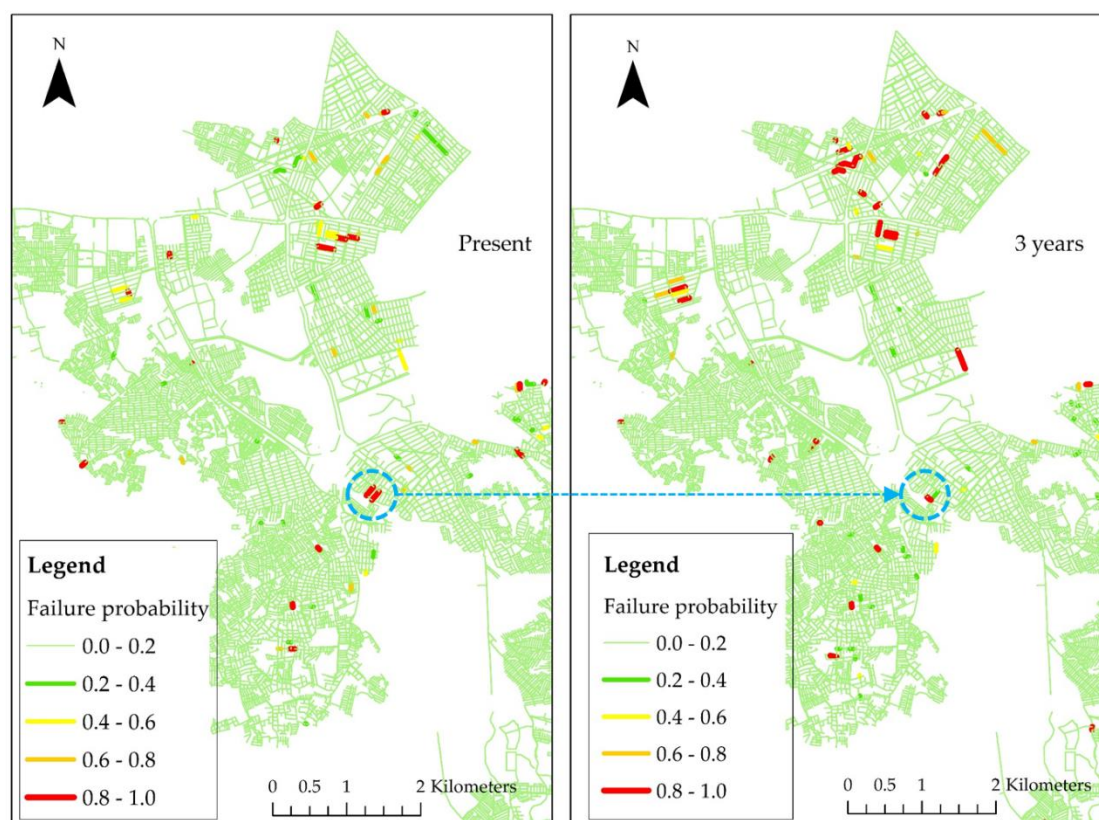 N
Present
Legend
Failure probability
0.0 - 0.2
0.2 - 0.4
0.4 - 0.6
0.6 - 0.8
0.8 - 1.0
0 0.5 1 2 Kilometers
N
3 years
Legend
Failure probability
0.0 - 0.2
0.2 - 0.4
0.4 - 0.6
0.6 - 0.8
0.8 - 1.0
0 0.5 1 2 Kilometers